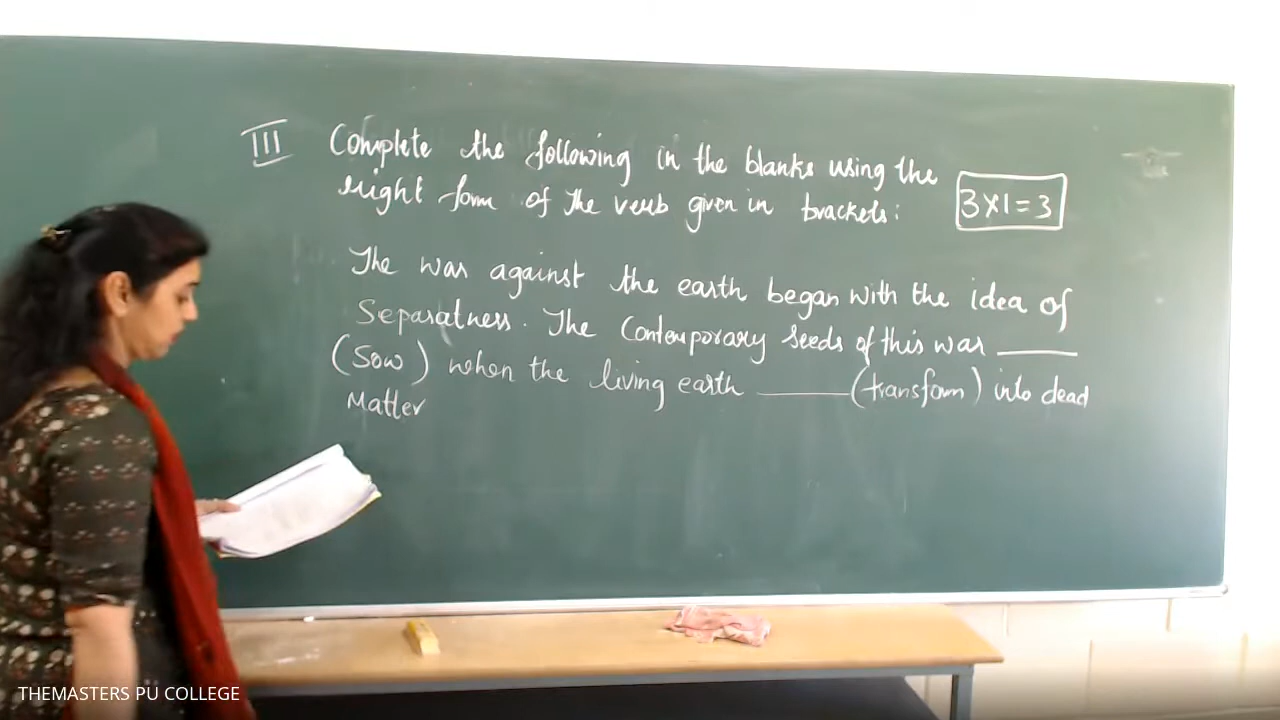 III Complete the following in the blanks using the
right form of the verb given in brackets:
3X1=3
The war against the earth began with the idea of
Separatness. The Contemporary Seeds of this war ____
(Sow) when the living earth ____ (transform) into dead
Matter
THEMASTERS PU COLLEGE